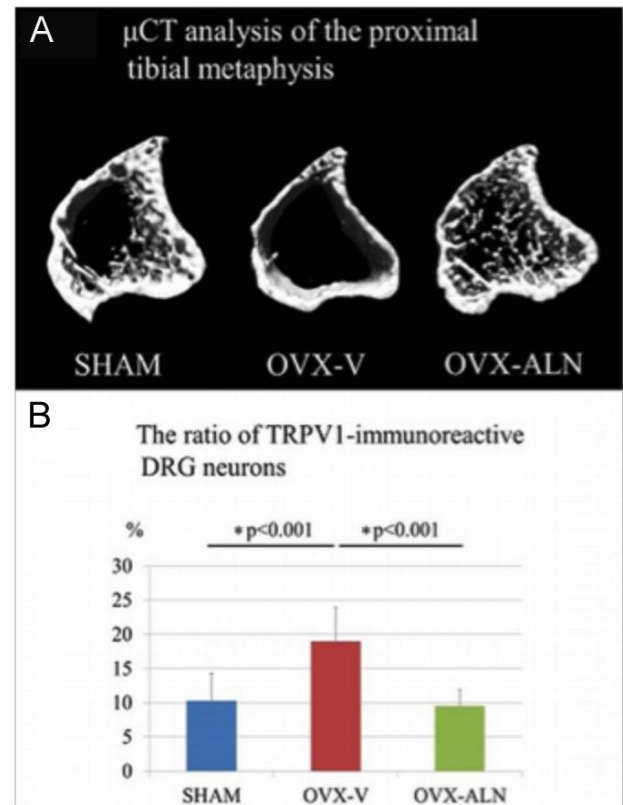 A
μCT analysis of the proximal
tibial metaphysis
SHAM
OVX-V
OVX-ALN
B
The ratio of TRPV1-immunoreactive
DRG neurons
%
*p<0.001
*p<0.001
30
25
20
15
10
5
0
SHAM
OVX-V
OVX-ALN